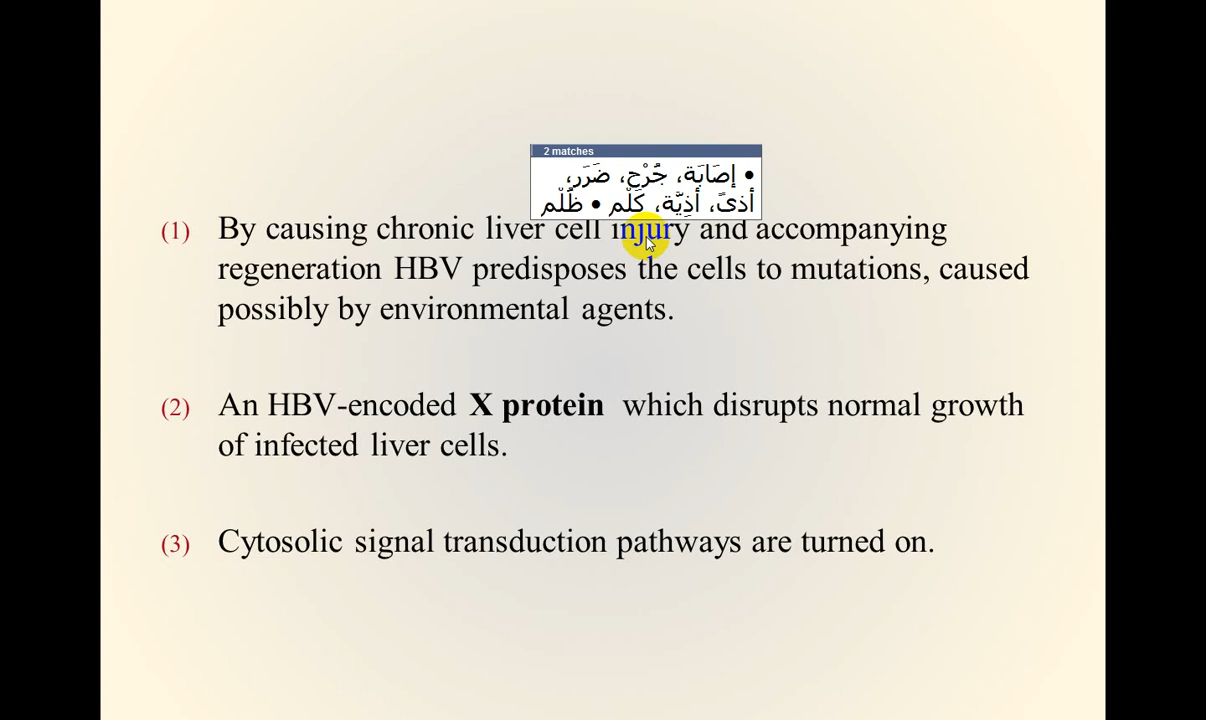 2 matches
• إصَابَة، جُرْح، ضَرَر،
أذىً، أذِيَّة، كَلْم • ظُلْم
(1) By causing chronic liver cell injury and accompanying
regeneration HBV predisposes the cells to mutations, caused
possibly by environmental agents.
(2) An HBV-encoded X protein which disrupts normal growth
of infected liver cells.
(3) Cytosolic signal transduction pathways are turned on.